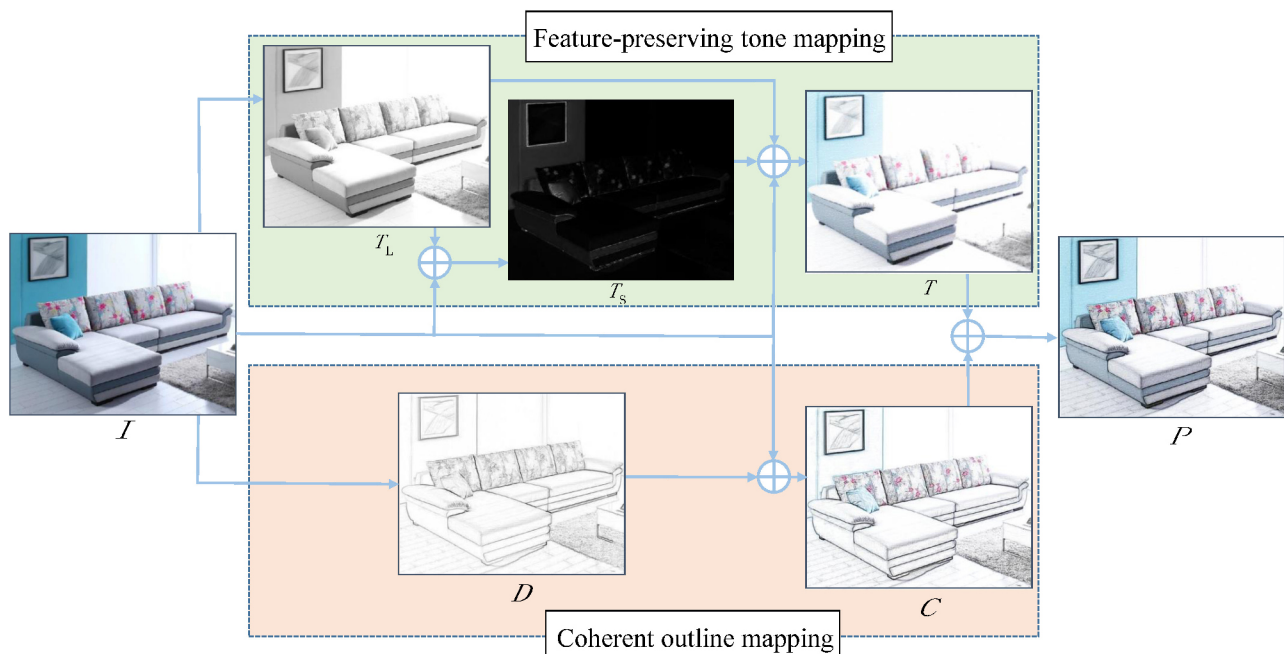 Feature-preserving tone mapping
T_L
T_S
T
I
P
D
C
Coherent outline mapping